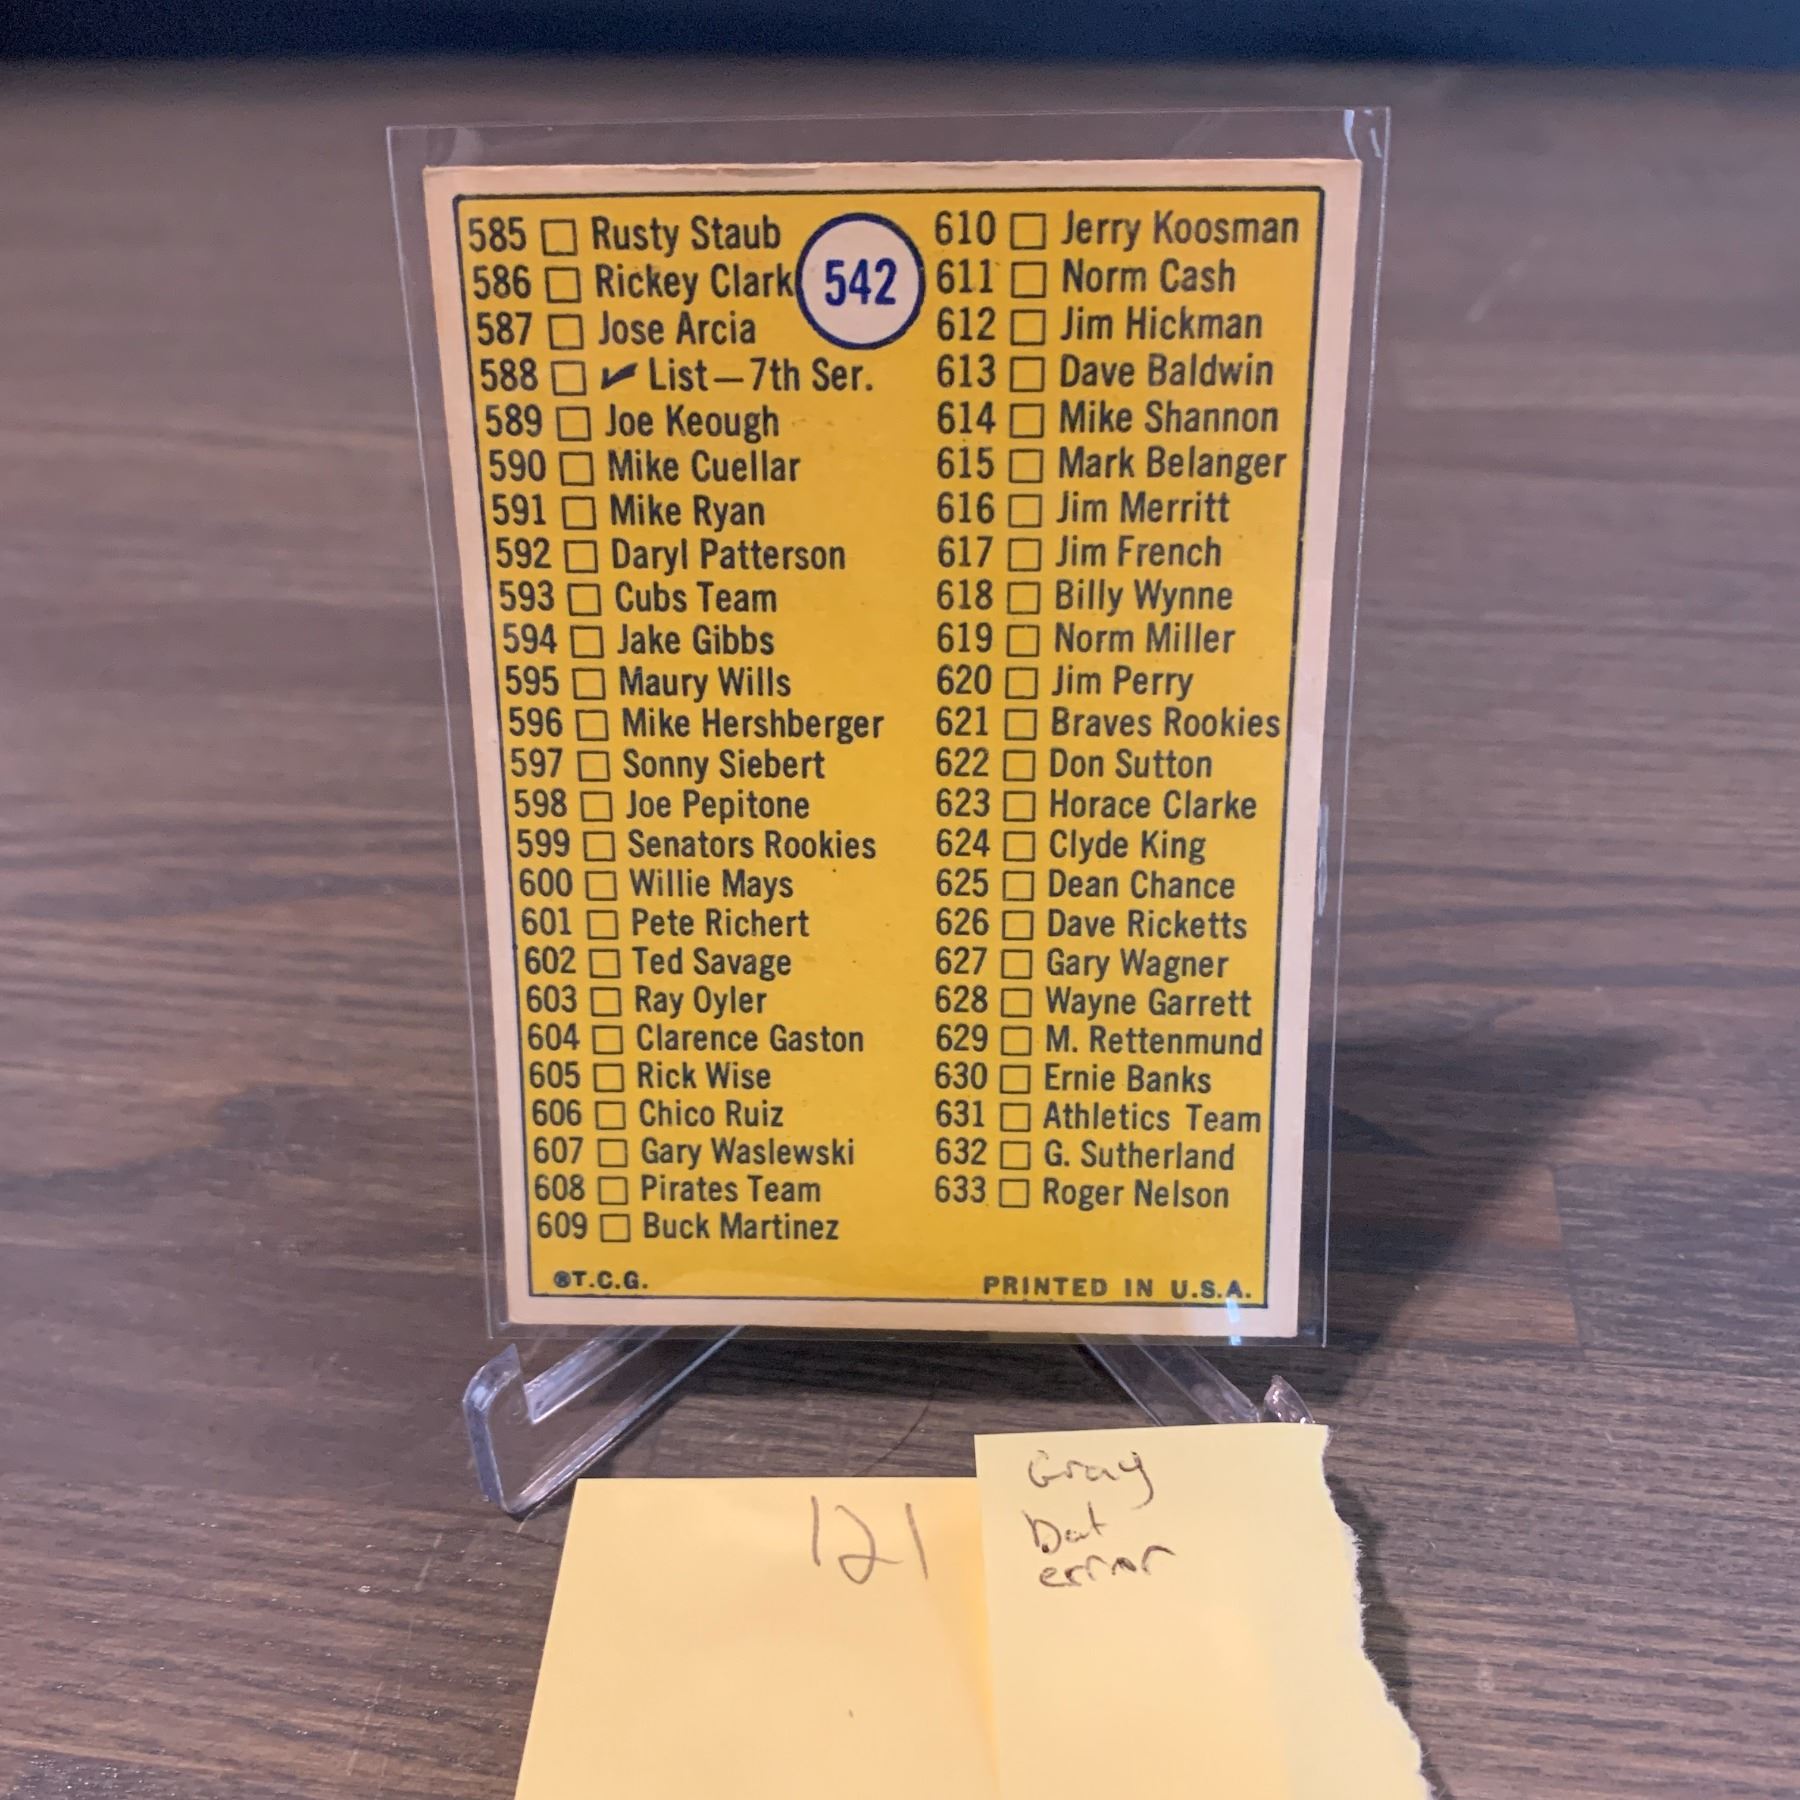 585 Rusty Staub
586 Rickey Clark
587 Jose Arcia
588 ✔ List—7th Ser.
589 Joe Keough
590 Mike Cuellar
591 Mike Ryan
592 Daryl Patterson
593 Cubs Team
594 Jake Gibbs
595 Maury Wills
596 Mike Hershberger
597 Sonny Siebert
598 Joe Pepitone
599 Senators Rookies
600 Willie Mays
601 Pete Richert
602 Ted Savage
603 Ray Oyler
604 Clarence Gaston
605 Rick Wise
606 Chico Ruiz
607 Gary Waslewski
608 Pirates Team
609 Buck Martinez
542
610 Jerry Koosman
611 Norm Cash
612 Jim Hickman
613 Dave Baldwin
614 Mike Shannon
615 Mark Belanger
616 Jim Merritt
617 Jim French
618 Billy Wynne
619 Norm Miller
620 Jim Perry
621 Braves Rookies
622 Don Sutton
623 Horace Clarke
624 Clyde King
625 Dean Chance
626 Dave Ricketts
627 Gary Wagner
628 Wayne Garrett
629 M. Rettenmund
630 Ernie Banks
631 Athletics Team
632 G. Sutherland
633 Roger Nelson
®T.C.G.
PRINTED IN U.S.A.
121
Gray
bat
error